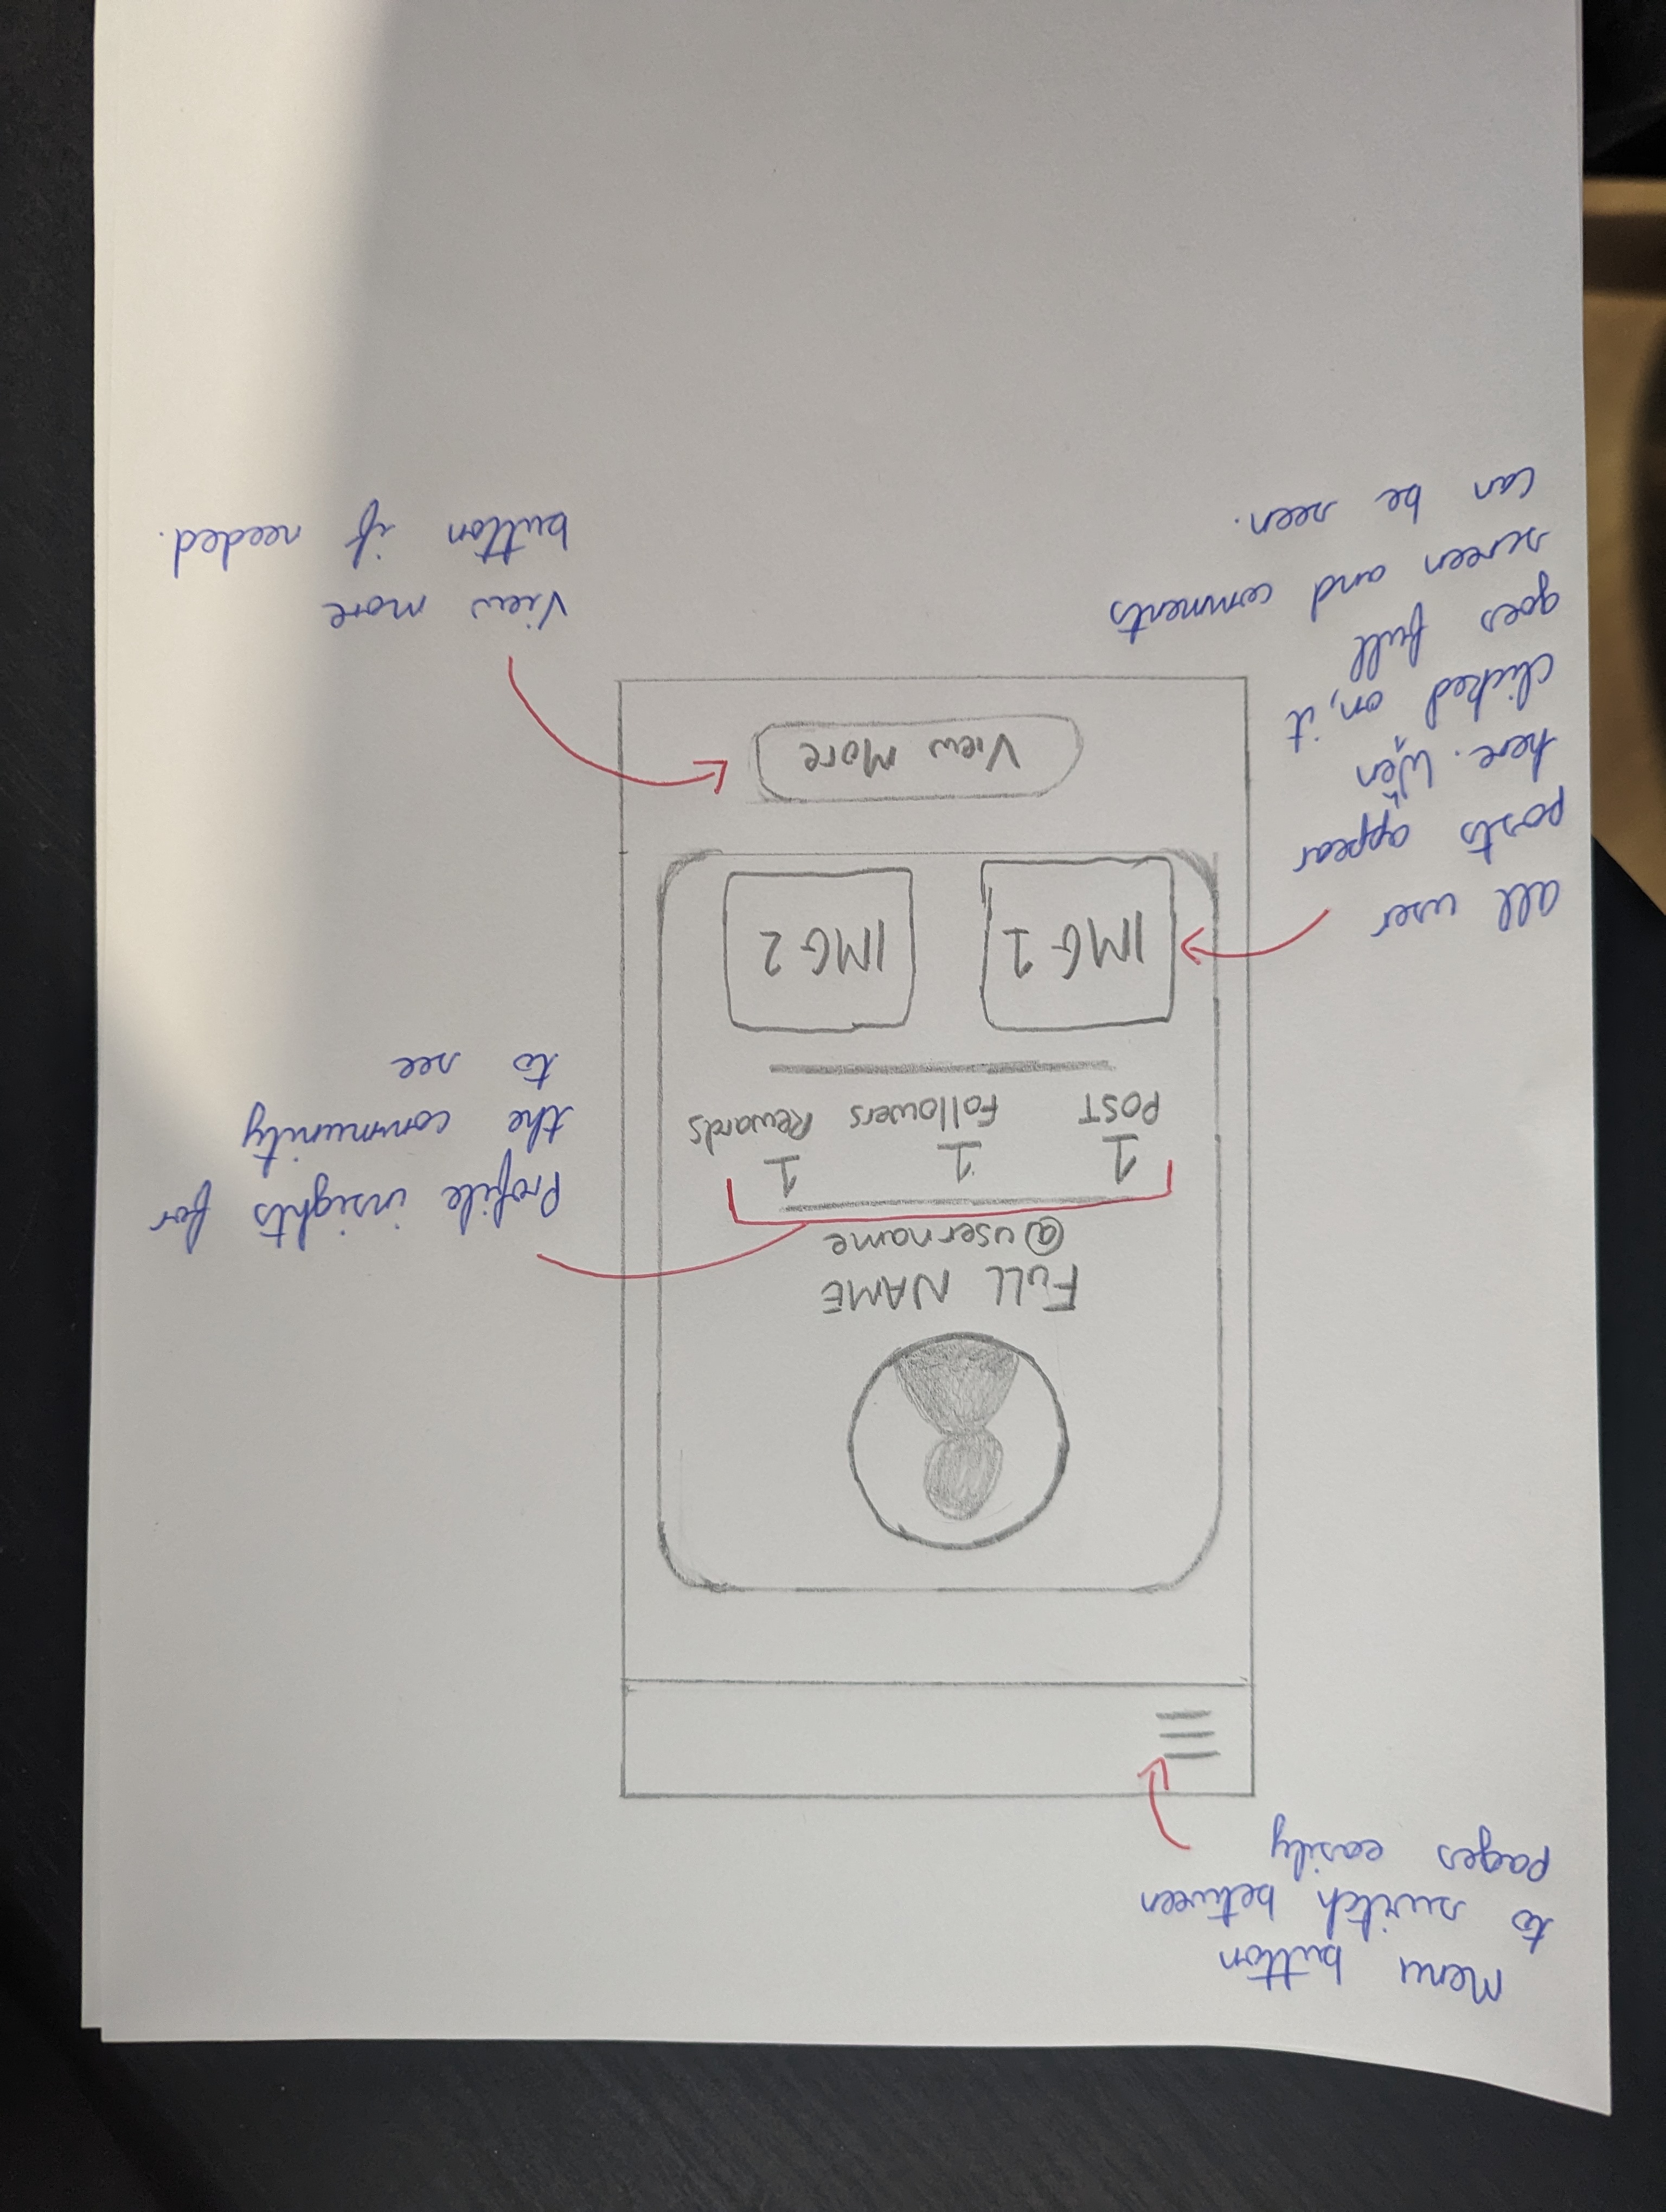 Menu button
to switch between
pages easily
FULL NAME
@username
1 1 1
POST Followers Rewards
Profile insights for
the community
to see
IMG 1 IMG 2
all user
posts appear
here. When
clicked on, it
goes full
screen and comments
can be seen.
View More
View more
button if needed.